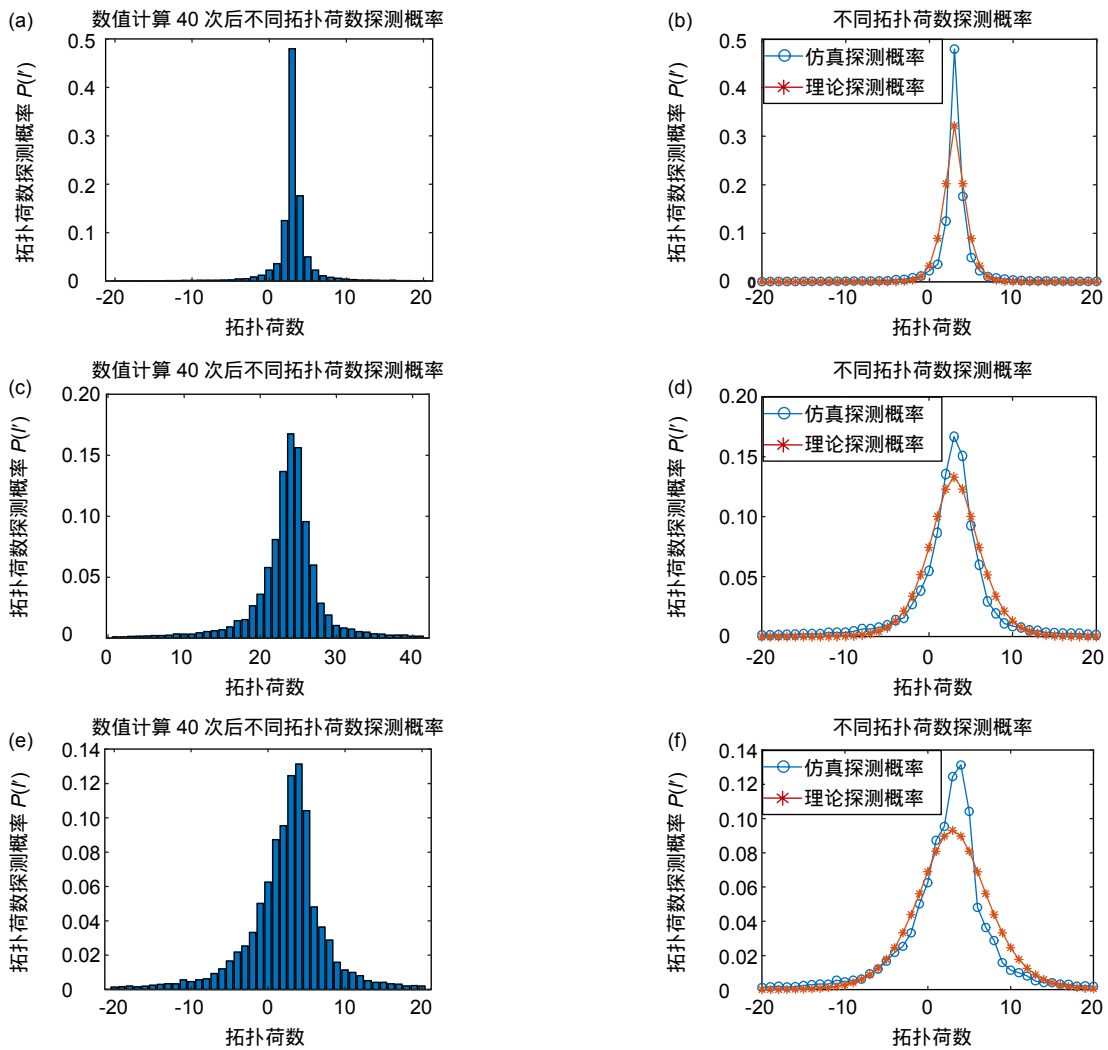 (a)
数值计算 40 次后不同拓扑荷数探测概率
0.5
0.4
0.3
0.2
0.1
0
-20
-10
0
10
20
拓扑荷数探测概率 P(l′)
拓扑荷数
(b)
不同拓扑荷数探测概率
仿真探测概率
理论探测概率
0.5
0.4
0.3
0.2
0.1
0
0
-20
-10
0
10
20
拓扑荷数探测概率 P(l′)
拓扑荷数
(c)
数值计算 40 次后不同拓扑荷数探测概率
0.20
0.15
0.10
0.05
0
0
10
20
30
40
拓扑荷数探测概率 P(l′)
拓扑荷数
(d)
不同拓扑荷数探测概率
仿真探测概率
理论探测概率
0.20
0.15
0.10
0.05
0
-20
-10
0
10
20
拓扑荷数探测概率 P(l′)
拓扑荷数
(e)
数值计算 40 次后不同拓扑荷数探测概率
0.14
0.12
0.10
0.08
0.06
0.04
0.02
0
-20
-10
0
10
20
拓扑荷数探测概率 P(l′)
拓扑荷数
(f)
不同拓扑荷数探测概率
仿真探测概率
理论探测概率
0.14
0.12
0.10
0.08
0.06
0.04
0.02
0
-20
-10
0
10
20
拓扑荷数探测概率 P(l′)
拓扑荷数